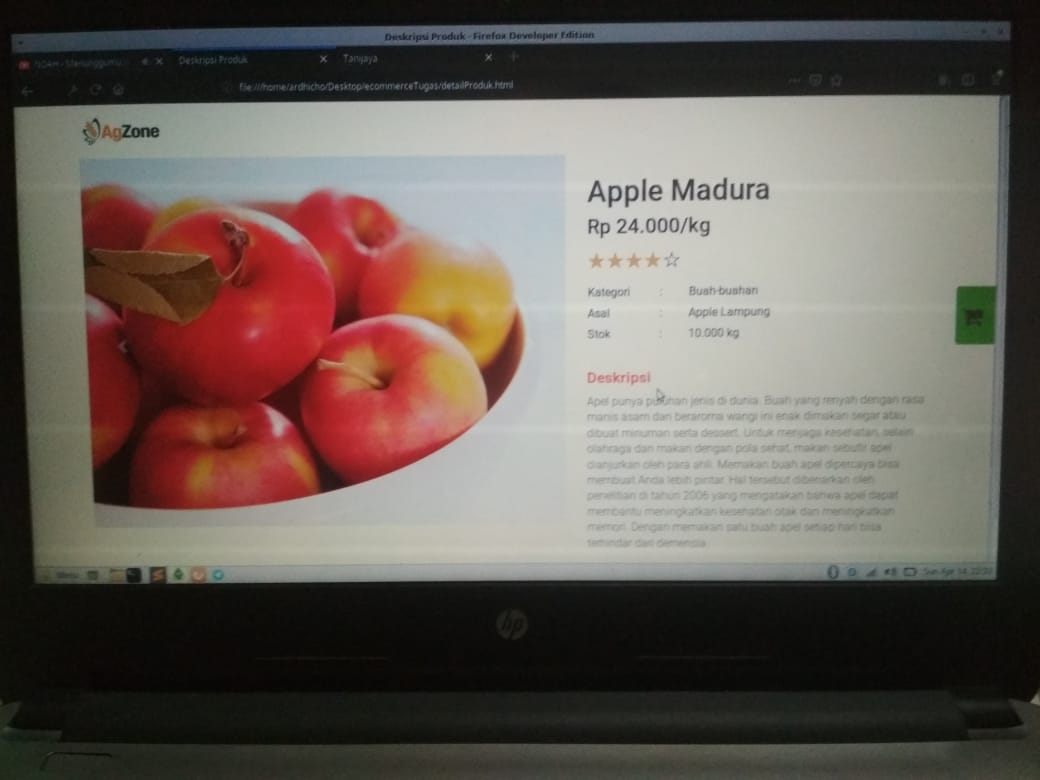 Deskripsi Produk - Firefox Developer Edition
NOAH - Menunggumu
Deskripsi Produk
Tanijaya
file:///home/ardhicho/Desktop/ecommerceTugas/detailProduk.html
AgZone
Apple Madura
Rp 24.000/kg
Kategori : Buah-buahan
Asal : Apple Lampung
Stok : 10.000 kg
Deskripsi
Apel punya puluhan jenis di dunia. Buah yang renyah dengan rasa
manis asam dan beraroma wangi ini enak dimakan segar atau
dibuat minuman serta dessert. Untuk menjaga kesehatan, selain
olahraga dan makan dengan pola sehat, makan sebutir apel
dianjurkan oleh para ahli. Memakan buah apel dipercaya bisa
membuat Anda lebih pintar. Hal tersebut dibenarkan oleh
penelitian di tahun 2006 yang mengatakan bahwa apel dapat
membantu meningkatkan kesehatan otak dan meningkatkan
memori. Dengan memakan satu buah apel setiap hari bisa
terhindar dari demensia.
Menu
Sun Apr 14, 22:
hp